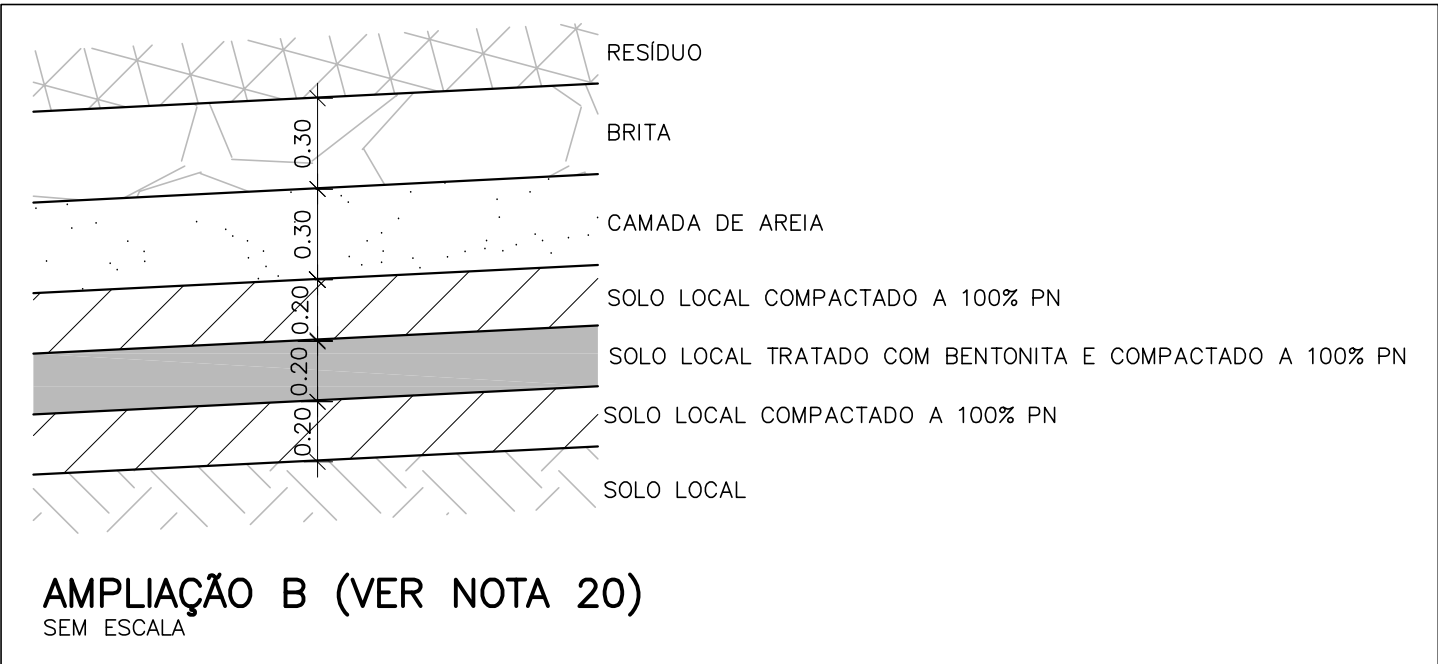 RESÍDUO
0.30
BRITA
0.30
CAMADA DE AREIA
0.20
SOLO LOCAL COMPACTADO A 100% PN
0.20
SOLO LOCAL TRATADO COM BENTONITA E COMPACTADO A 100% PN
0.20
SOLO LOCAL COMPACTADO A 100% PN
SOLO LOCAL
AMPLIAÇÃO B (VER NOTA 20)
SEM ESCALA